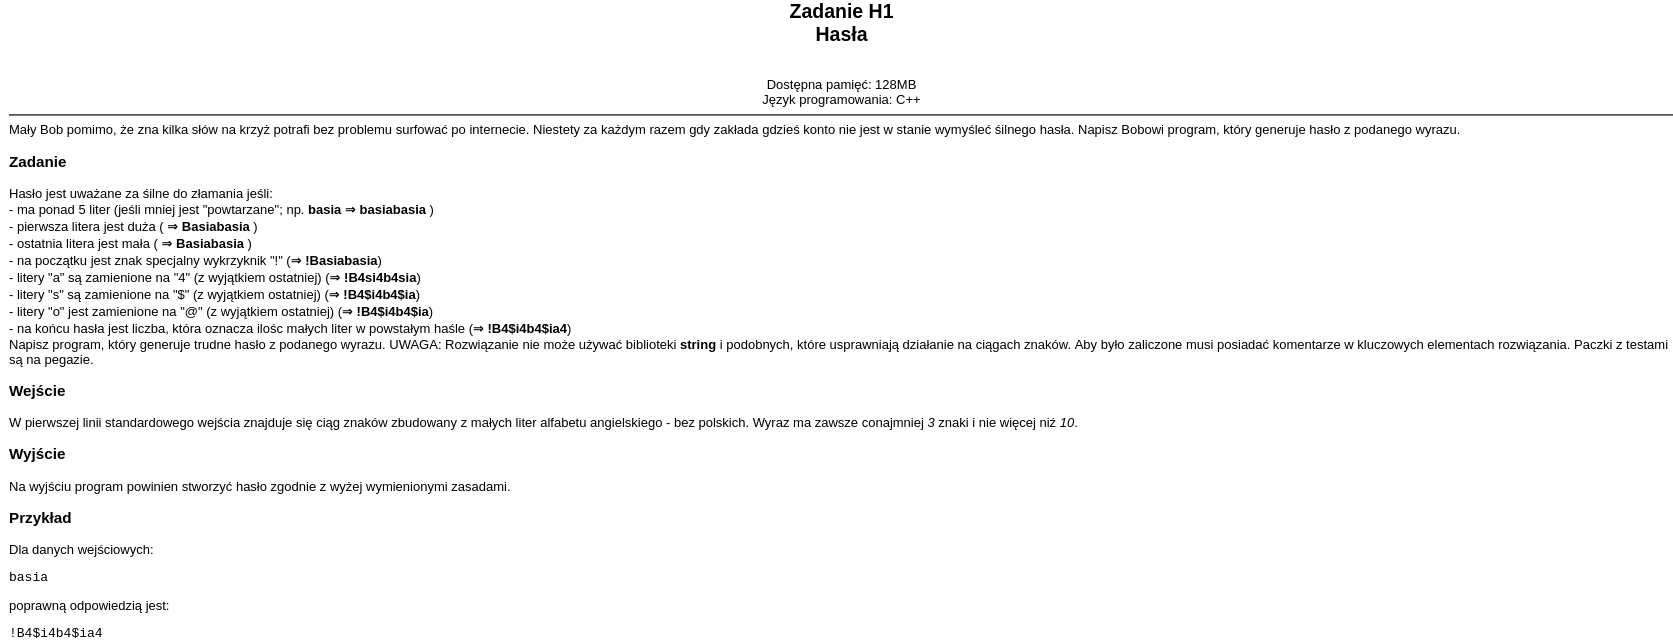 Zadanie H1
Hasła
Dostępna pamięć: 128MB
Język programowania: C++
Mały Bob pomimo, że zna kilka słów na krzyż potrafi bez problemu surfować po internecie. Niestety za każdym razem gdy zakłada gdzieś konto nie jest w stanie wymyśleć śilnego hasła. Napisz Bobowi program, który generuje hasło z podanego wyrazu.
Zadanie
Hasło jest uważane za śilne do złamania jeśli:
- ma ponad 5 liter (jeśli mniej jest "powtarzane"; np. basia ⇒ basiabasia )
- pierwsza litera jest duża ( ⇒ Basiabasia )
- ostatnia litera jest mała ( ⇒ Basiabasia )
- na początku jest znak specjalny wykrzyknik "!" (⇒ !Basiabasia)
- litery "a" są zamienione na "4" (z wyjątkiem ostatniej) (⇒ !B4si4b4sia)
- litery "s" są zamienione na "$" (z wyjątkiem ostatniej) (⇒ !B4$i4b4$ia)
- litery "o" jest zamienione na "@" (z wyjątkiem ostatniej) (⇒ !B4$i4b4$ia)
- na końcu hasła jest liczba, która oznacza ilośc małych liter w powstałym haśle (⇒ !B4$i4b4$ia4)
Napisz program, który generuje trudne hasło z podanego wyrazu. UWAGA: Rozwiązanie nie może używać biblioteki string i podobnych, które usprawniają działanie na ciągach znaków. Aby było zaliczone musi posiadać komentarze w kluczowych elementach rozwiązania. Paczki z testami
są na pegazie.
Wejście
W pierwszej linii standardowego wejścia znajduje się ciąg znaków zbudowany z małych liter alfabetu angielskiego - bez polskich. Wyraz ma zawsze conajmniej 3 znaki i nie więcej niź 10.
Wyjście
Na wyjściu program powinien stworzyć hasło zgodnie z wyżej wymienionymi zasadami.
Przykład
Dla danych wejściowych:
basia
poprawną odpowiedzią jest:
!B4$i4b4$ia4